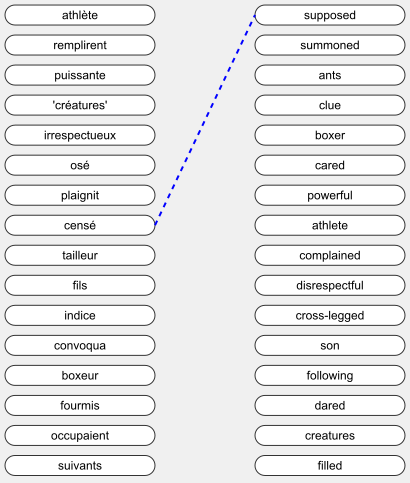 athlète
remplirent
puissante
'créatures'
irrespectueux
osé
plaignit
censé
tailleur
fils
indice
convoqua
boxeur
fourmis
occupaient
suivants
supposed
summoned
ants
clue
boxer
cared
powerful
athlete
complained
disrespectful
cross-legged
son
following
dared
creatures
filled